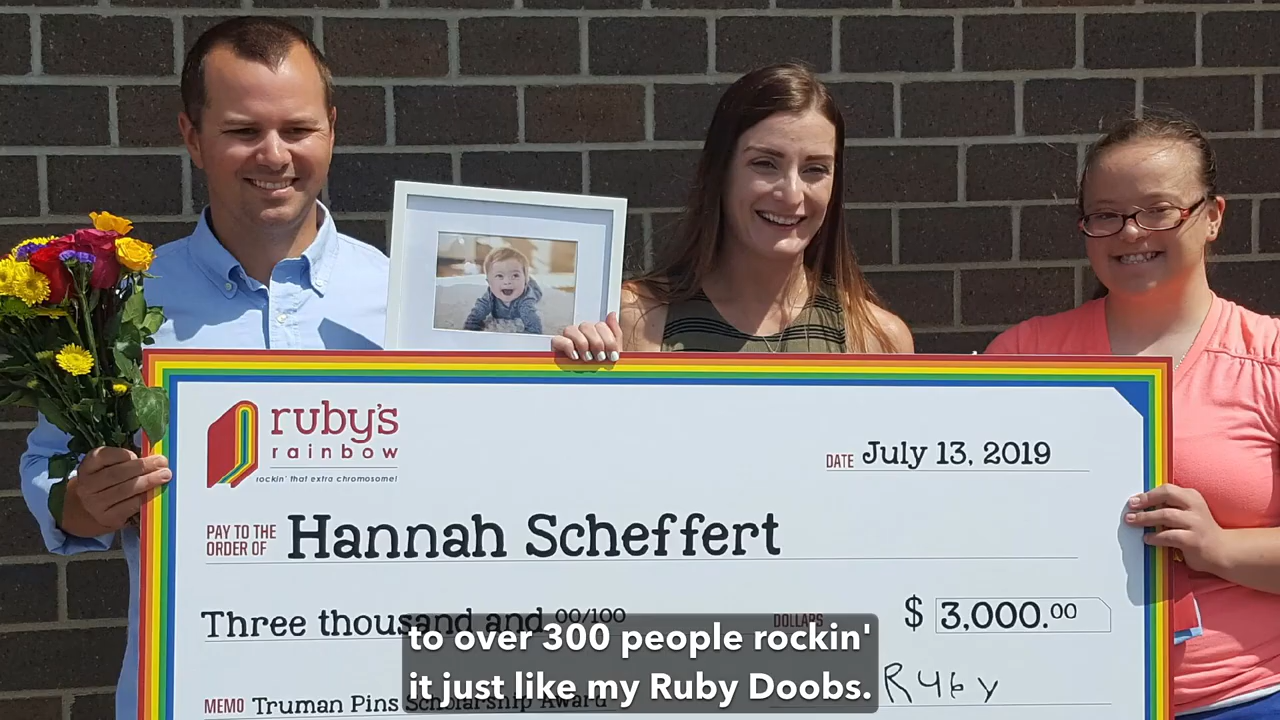 ruby's
rainbow
rockin' that extra chromosome!
DATE July 13, 2019
PAY TO THE
ORDER OF Hannah Scheffert
Three thousand and 00/100 DOLLARS $ 3,000.00
to over 300 people rockin'
it just like my Ruby Doobs.
MEMO Truman Pins Scholarship Award Ruby